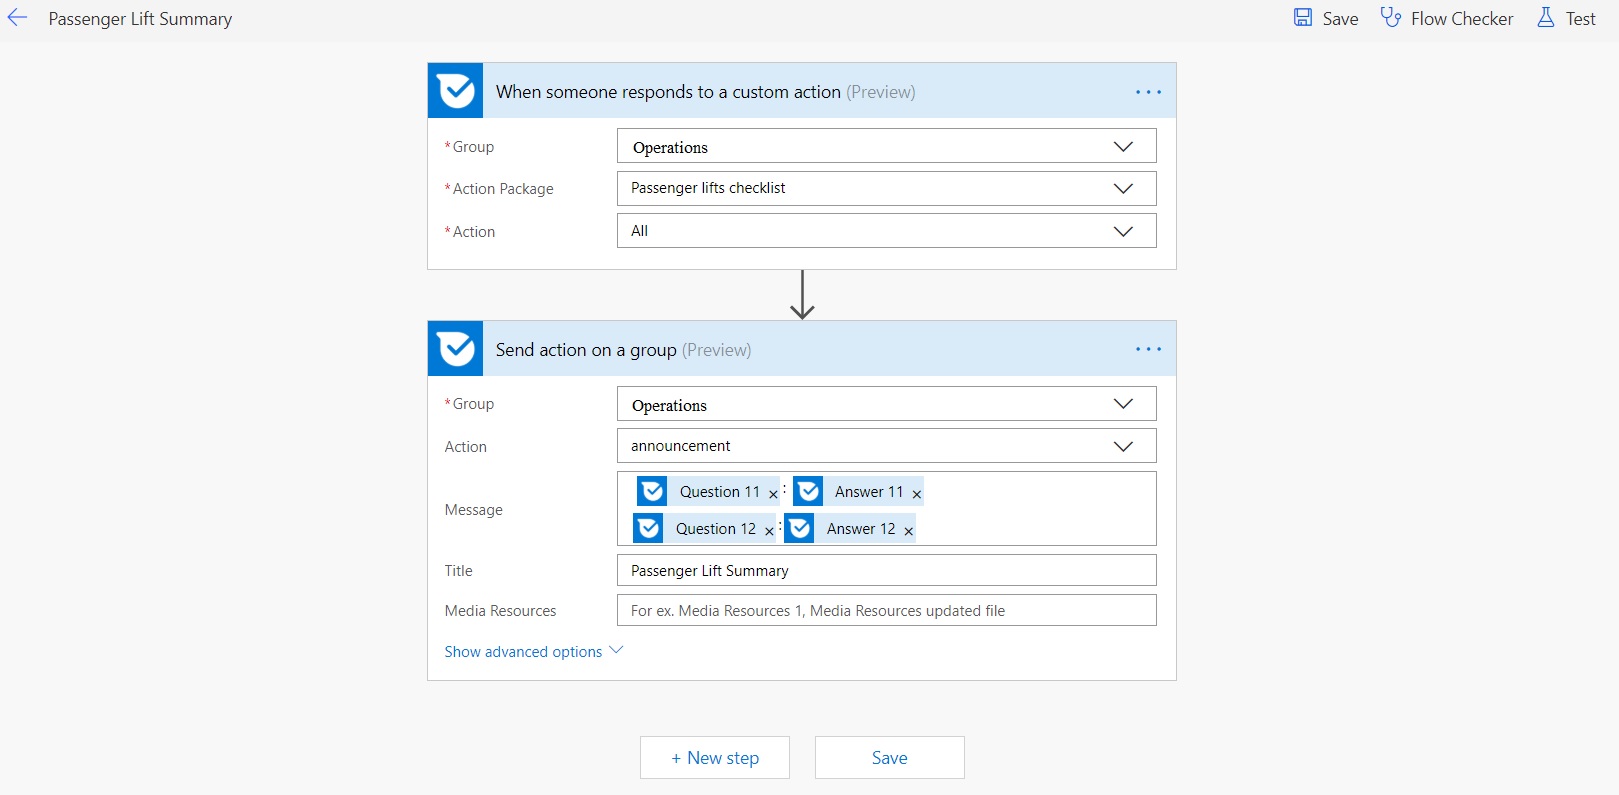 Passenger Lift Summary
Save Flow Checker Test
When someone responds to a custom action (Preview)
*Group Operations
*Action Package Passenger lifts checklist
*Action All
Send action on a group (Preview)
*Group Operations
Action announcement
Message Question 11 × : Answer 11 ×
Question 12 × : Answer 12 ×
Title Passenger Lift Summary
Media Resources For ex. Media Resources 1, Media Resources updated file
Show advanced options
+ New step Save